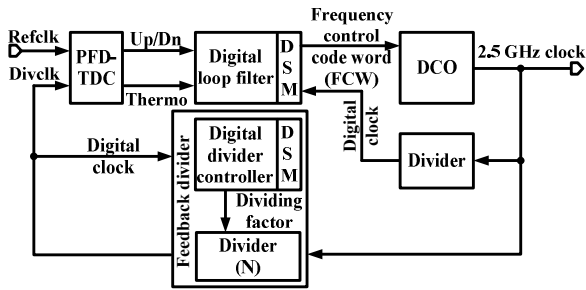 Refclk
Divclk
PFD-
TDC
Up/Dn
Thermo
Digital
loop filter
D
S
M
Frequency
control
code word
(FCW)
DCO
2.5 GHz clock
Digital
clock
Divider
Digital
clock
Feedback divider
Digital
divider
controller
D
S
M
Dividing
factor
Divider
(N)